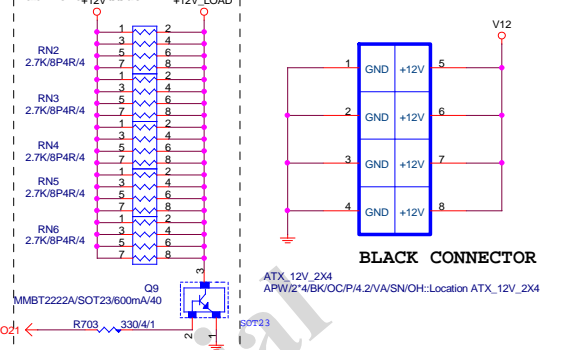 +12V +12V_LOAD
1 2
3 4
RN2 5 6
2.7K/8P4R/4 7 8
1 2
3 4
RN3 5 6
2.7K/8P4R/4 7 8
1 2
3 4
RN4 5 6
2.7K/8P4R/4 7 8
1 2
RN5 3 4
2.7K/8P4R/4 5 6
7 8
1 2
RN6 3 4
2.7K/8P4R/4 5 6
7 8
3
Q9
MMBT2222A/SOT23/600mA/40
SOT23
O21 R703 330/4/1
2 1
V12
1 GND +12V 5
2 GND +12V 6
3 GND +12V 7
4 GND +12V 8
BLACK CONNECTOR
ATX_12V_2X4
APW/2*4/BK/OC/P/4.2/VA/SN/OH::Location ATX_12V_2X4